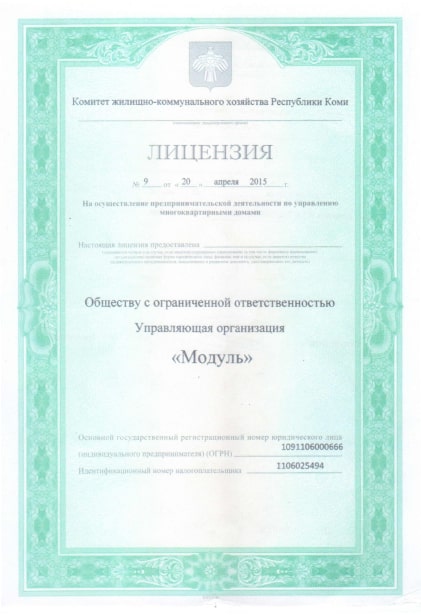 Комитет жилищно-коммунального хозяйства Республики Коми
ЛИЦЕНЗИЯ
№ 9 от « 20 » апреля 2015 г.
На осуществление предпринимательской деятельности по управлению
многоквартирными домами
Настоящая лицензия предоставлена
Обществу с ограниченной ответственностью
Управляющая организация
«Модуль»
Основной государственный регистрационный номер юридического лица
(индивидуального предпринимателя) (ОГРН) 1091106000666
Идентификационный номер налогоплательщика 1106025494